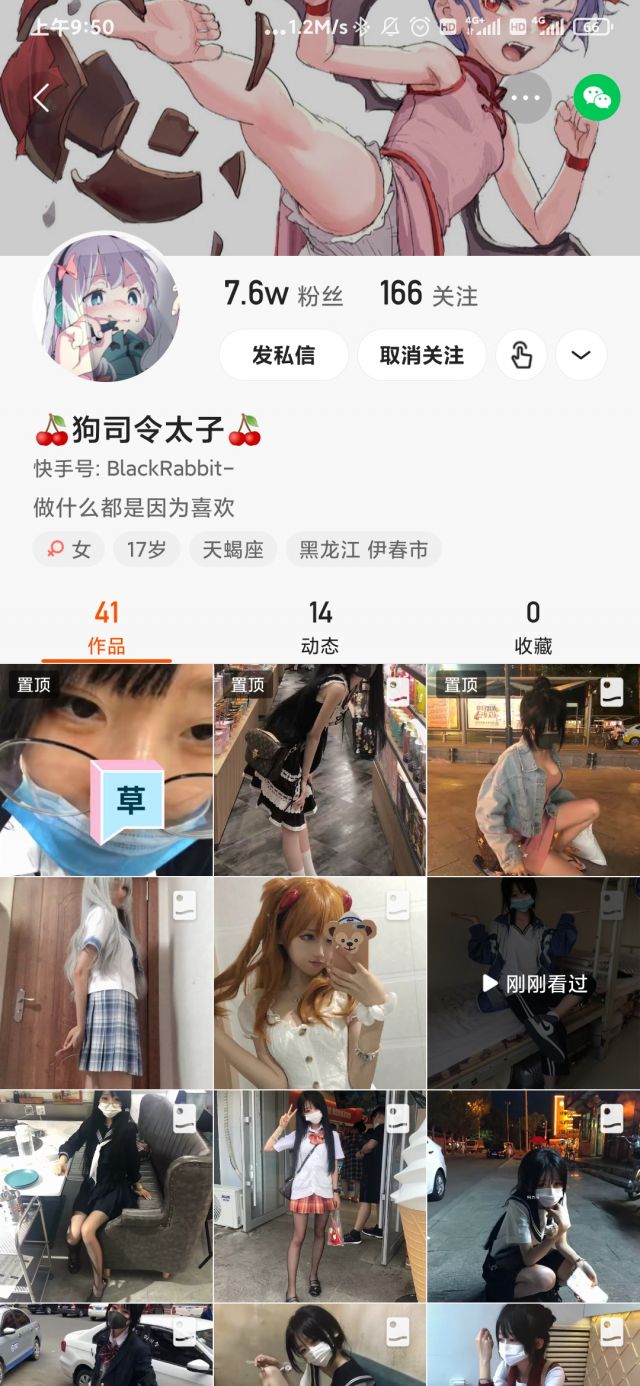 上午9:50
...1.2M/s
HD 4G+ HD 4G 66
7.6w 粉丝 166 关注
发私信 取消关注
🍒狗司令太子🍒
快手号: BlackRabbit-
做什么都是因为喜欢
女 17岁 天蝎座 黑龙江 伊春市
41 14 0
作品 动态 收藏
置顶 置顶 置顶
草
刚刚看过